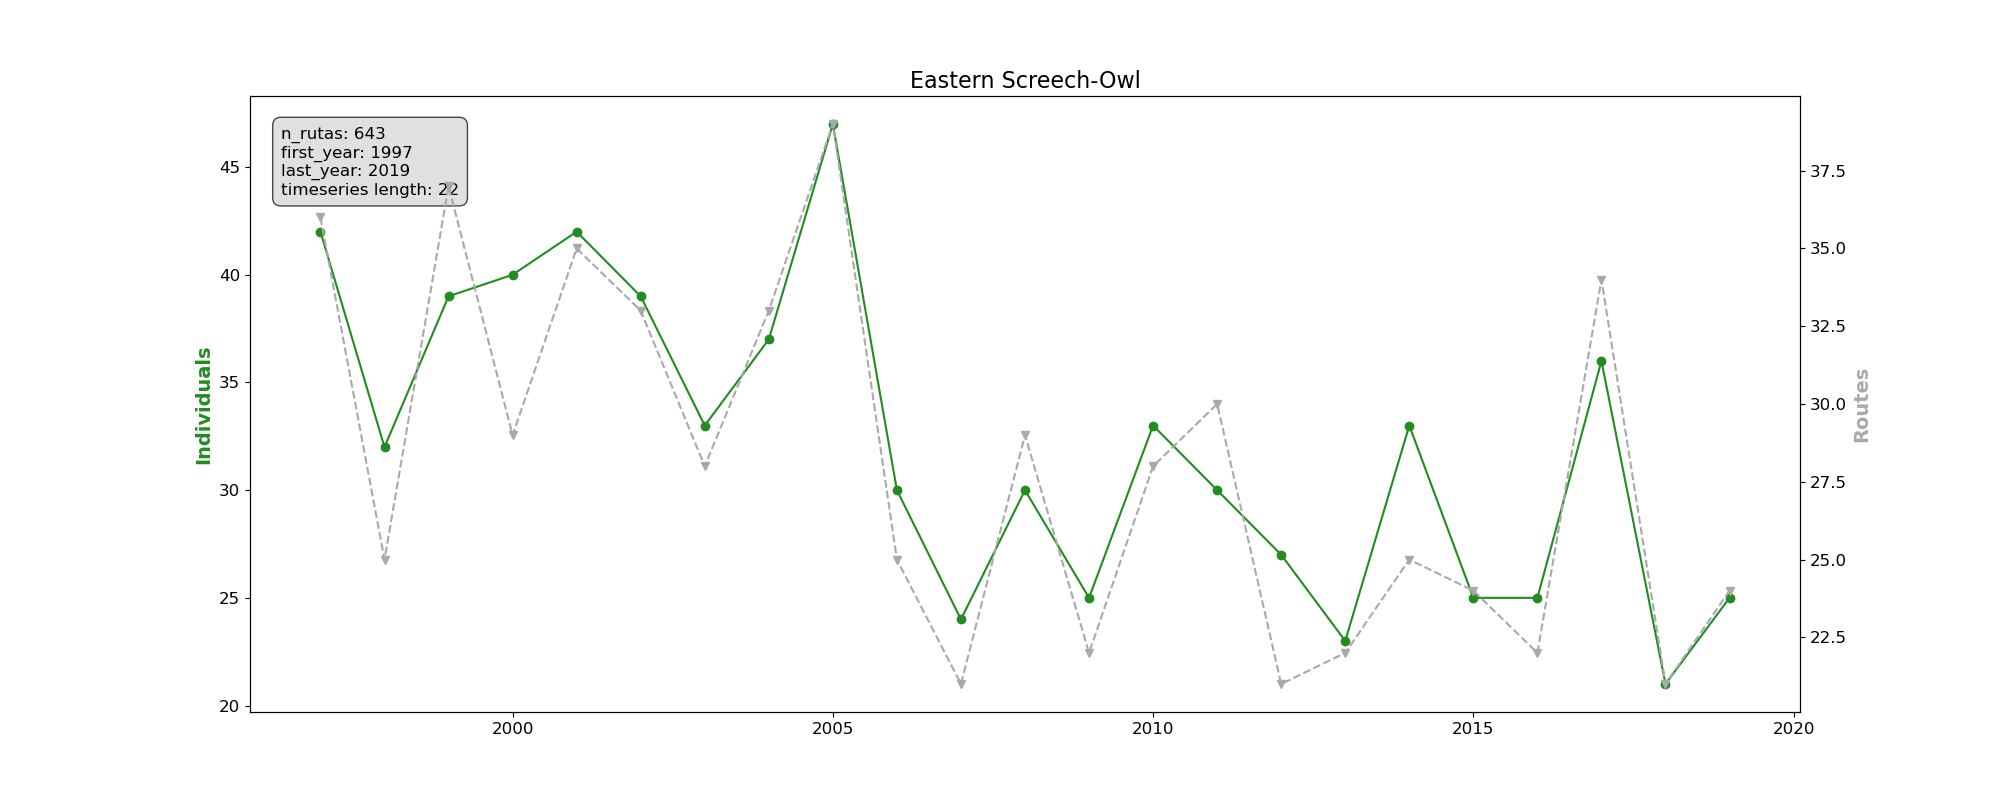 Eastern Screech-Owl
n_rutas: 643
first_year: 1997
last_year: 2019
timeseries length: 22
45
40
35
30
25
20
Individuals
37.5
35.0
32.5
30.0
27.5
25.0
22.5
Routes
2000
2005
2010
2015
2020